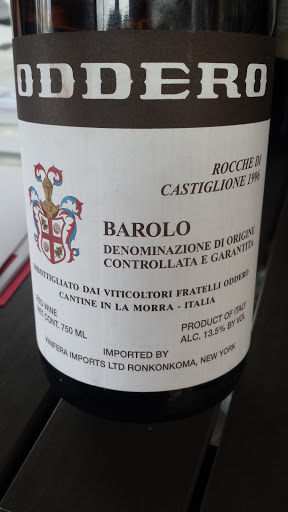 ODDERO
ROCCHE DI
CASTIGLIONE 1996
BAROLO
DENOMINAZIONE DI ORIGINE
CONTROLLATA E GARANTITA
IMBOTTIGLIATO DAI VITICOLTORI FRATELLI ODDERO
CANTINE IN LA MORRA - ITALIA
RED WINE
NET CONT. 750 ML
PRODUCT OF ITALY
ALC. 13.5% BY VOL
IMPORTED BY
VINIFERA IMPORTS LTD RONKONKOMA, NEW YORK